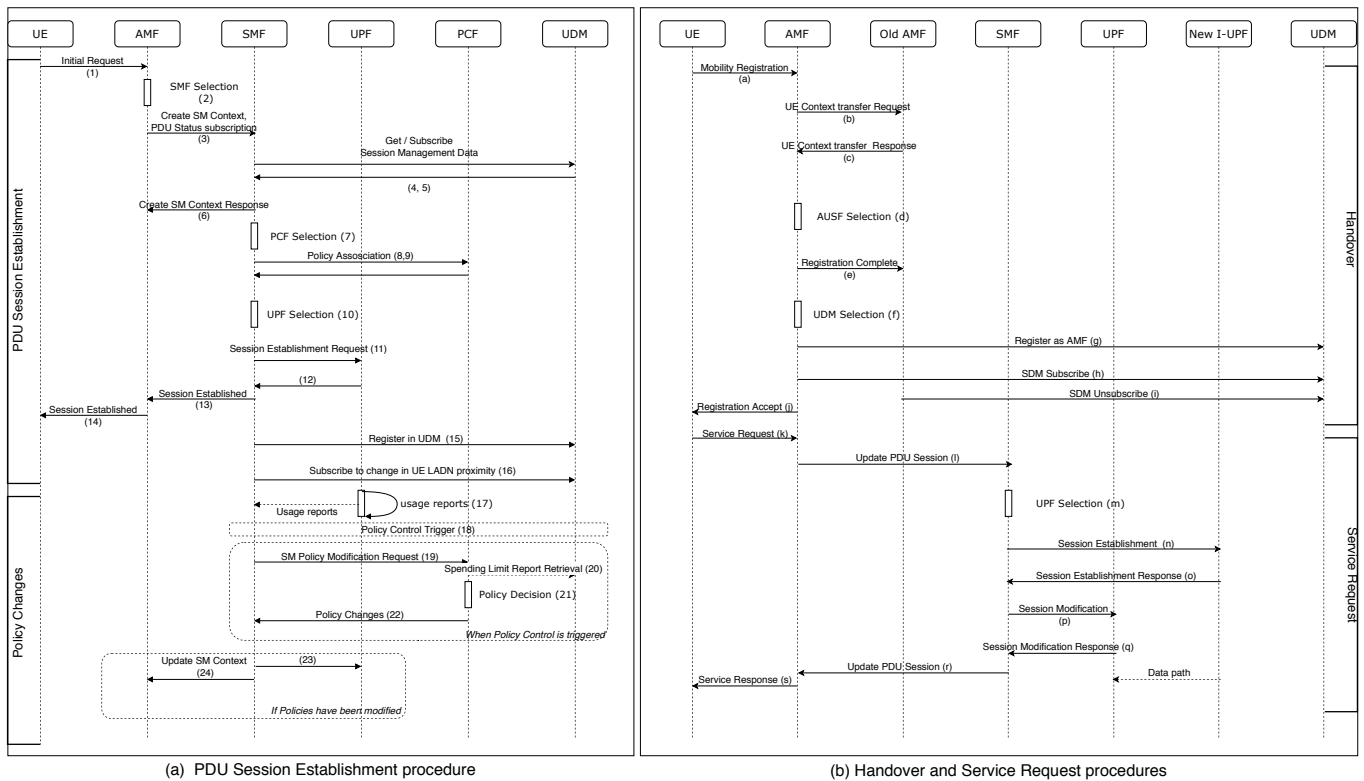 UE AMF SMF UPF PCF UDM
PDU Session Establishment
Initial Request
(1)
SMF Selection
(2)
Create SM Context,
PDU Status subscription
(3)
Get / Subscribe
Session Management Data
(4, 5)
Create SM Context Response
(6)
PCF Selection (7)
Policy Assosciation (8,9)
UPF Selection (10)
Session Establishment Request (11)
(12)
Session Established
(13)
Session Established
(14)
Register in UDM (15)
Subscribe to change in UE LADN proximity (16)
Policy Changes
usage reports (17)
Usage reports
Policy Control Trigger (18)
SM Policy Modification Request (19)
Spending Limit Report Retrieval (20)
Policy Decision (21)
Policy Changes (22)
When Policy Control is triggered
Update SM Context
(23)
(24)
If Policies have been modified
(a) PDU Session Establishment procedure
UE AMF Old AMF SMF UPF New I-UPF UDM
Handover
Mobility Registration
(a)
UE Context transfer Request
(b)
UE Context transfer Response
(c)
AUSF Selection (d)
Registration Complete
(e)
UDM Selection (f)
Register as AMF (g)
SDM Subscribe (h)
SDM Unsubscribe (i)
Registration Accept (j)
Service Request
Service Request (k)
Update PDU Session (l)
UPF Selection (m)
Session Establishment (n)
Session Establishment Response (o)
Session Modification
(p)
Session Modification Response (q)
Update PDU Session (r)
Data path
Service Response (s)
(b) Handover and Service Request procedures